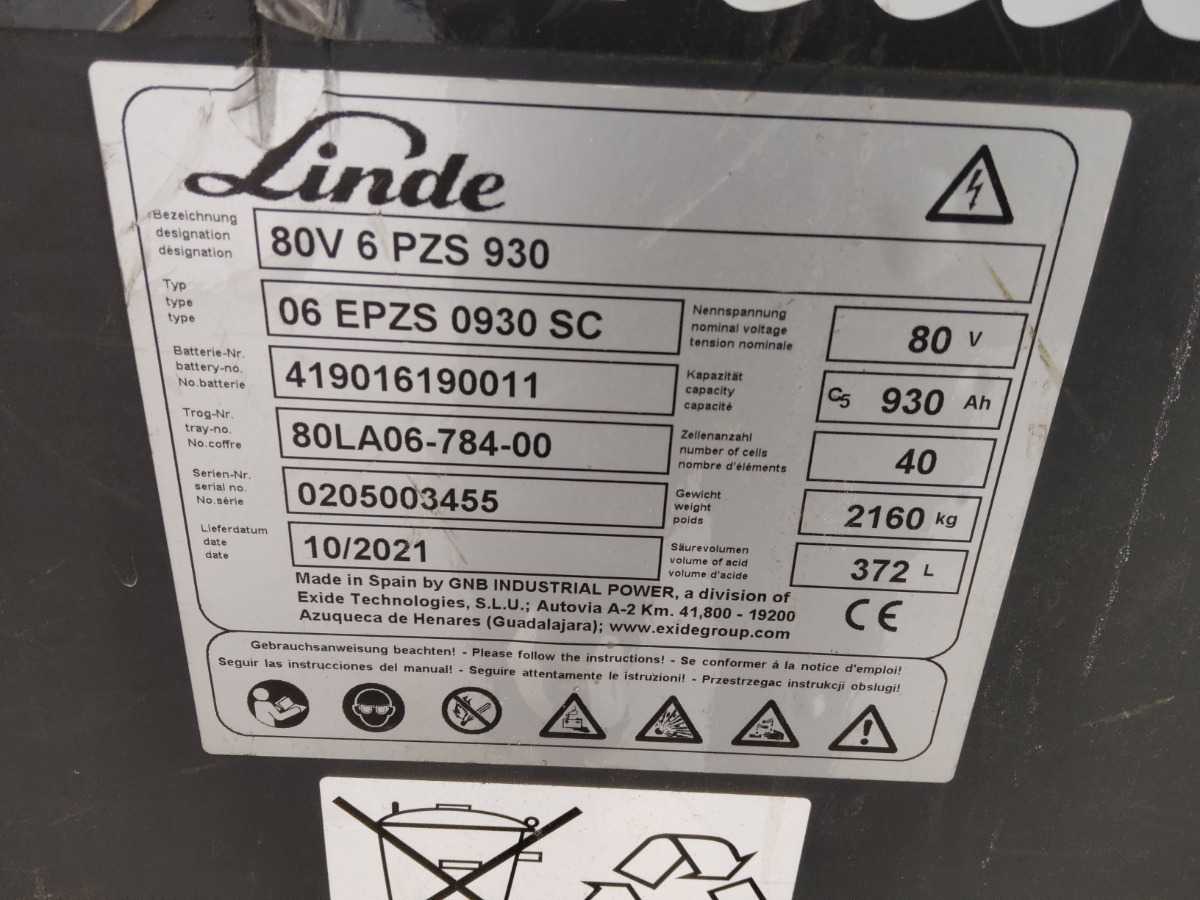 Linde
Bezeichnung
designation
dèsignation
80V 6 PZS 930
Typ
type
type
06 EPZS 0930 SC
Nennspannung
nominal voltage
tension nominale
80 V
Batterie-Nr.
battery-no.
No.batterie
419016190011
Kapazität
capacity
capacité
C5 930 Ah
Trog-Nr.
tray-no.
No.coffre
80LA06-784-00
Zellenanzahl
number of cells
nombre d'éléments
40
Serien-Nr.
serial no.
No.série
0205003455
Gewicht
weight
poids
2160 kg
Lieferdatum
date
date
10/2021
Säurevolumen
volume of acid
volume d'acide
372 L
Made in Spain by GNB INDUSTRIAL POWER, a division of
Exide Technologies, S.L.U.; Autovia A-2 Km. 41,800 - 19200
Azuqueca de Henares (Guadalajara); www.exidegroup.com
CE
Gebrauchsanweisung beachten! - Please follow the instructions! - Se conformer á la notice d'emploi!
Seguir las instrucciones del manual! - Seguire attentamente le istruzioni! - Przestrzegac instrukcji obslugi!